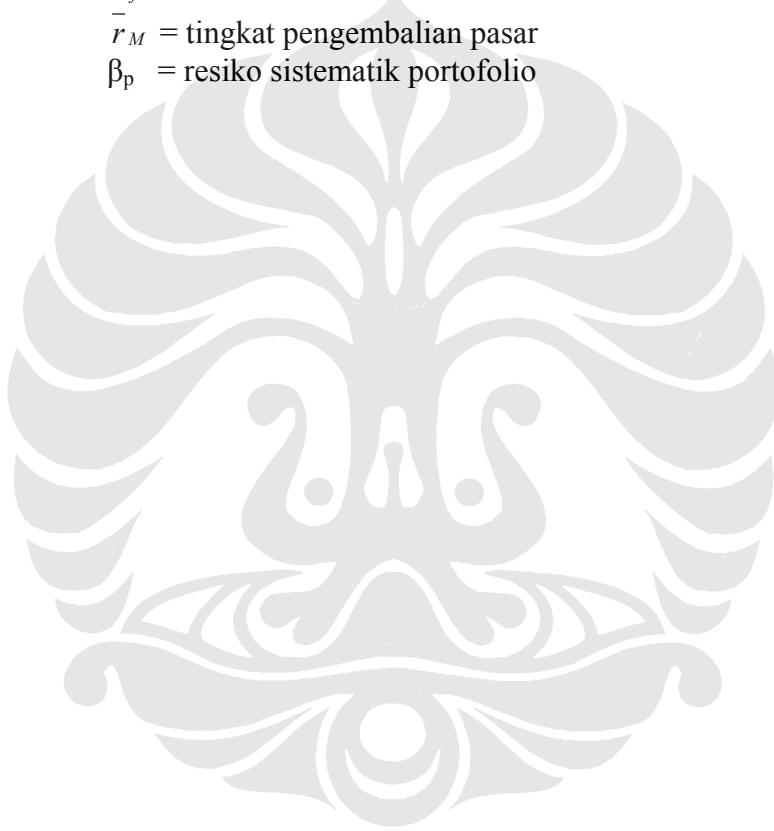 r̅M = tingkat pengembalian pasar
βp = resiko sistematik portofolio